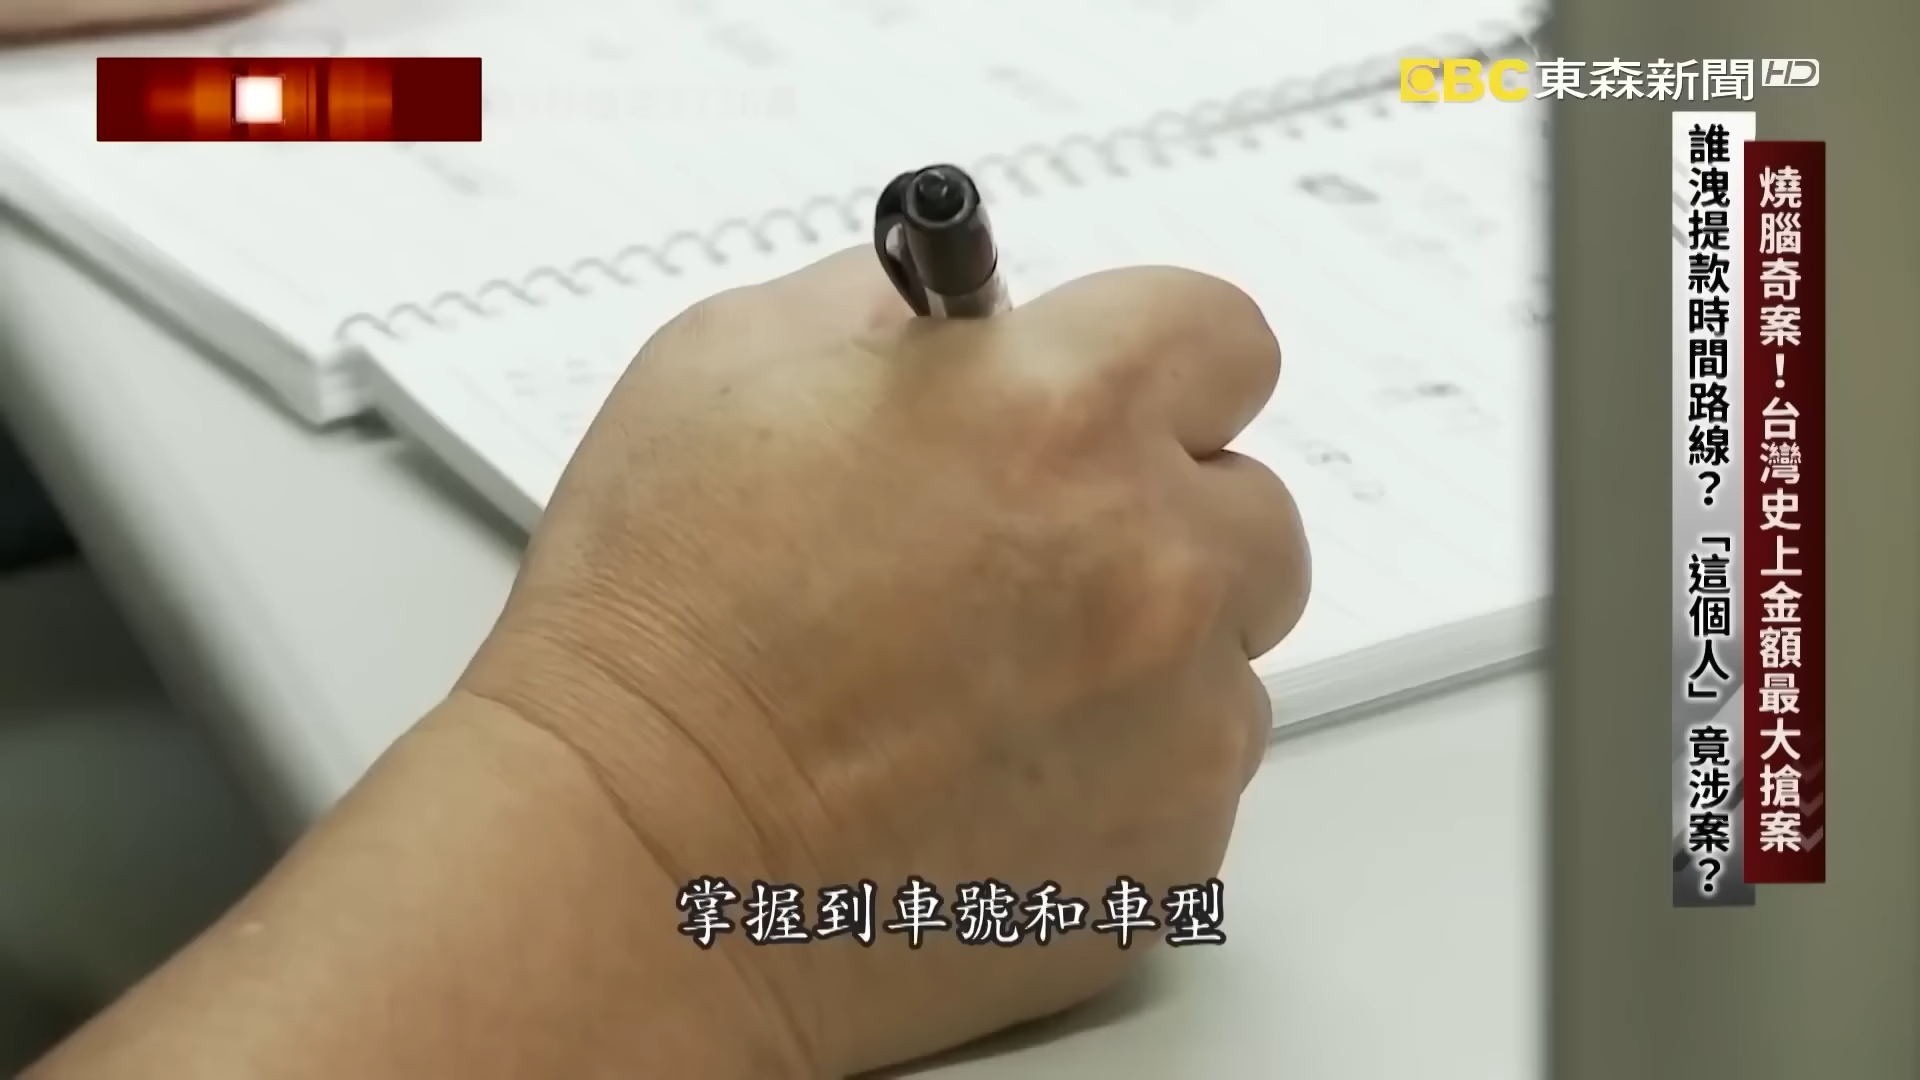 EBC東森新聞HD
燒腦奇案!台灣史上金額最大搶案
誰洩提款時間路線?「這個人」竟涉案?
掌握到車號和車型